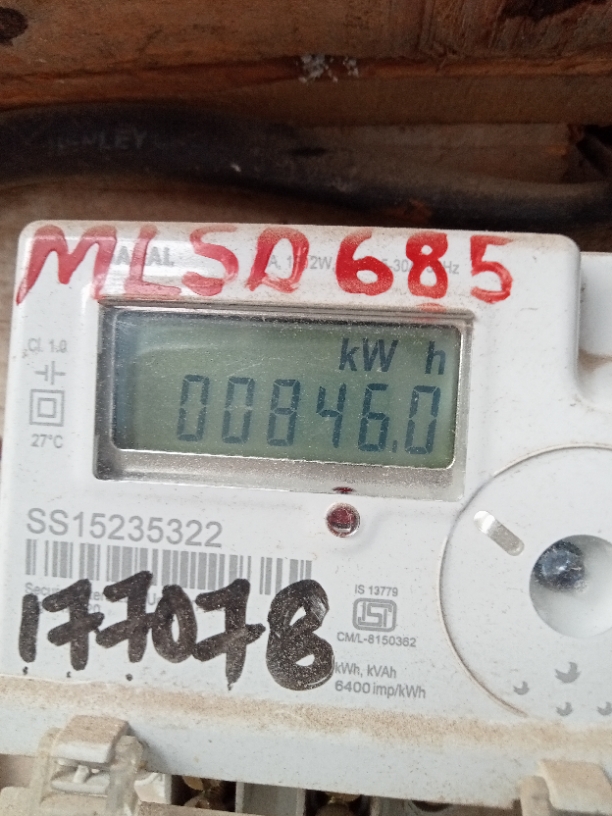 MLSD685
Cl. 1.0
kW h
00846.0
27°C
SS15235322
177078
IS 13779
CM/L-8150362
kWh, kVAh
6400 imp/kWh